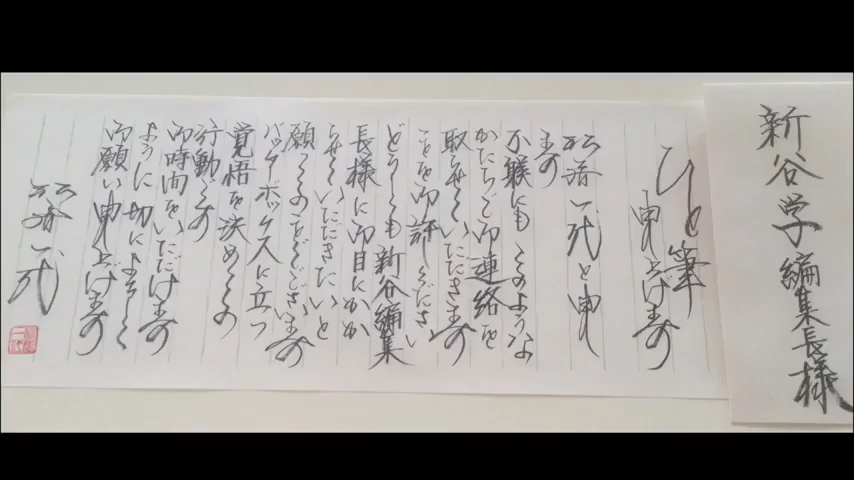 新谷学編集長様
ひと筆
申し上げます
松居一代と申し
ます
不躾にもこのような
かたちで御連絡を
取らせていただきます
ことを御許しください
どうしても新谷編集
長様に御目にかか
らせていただきたいと
願ってのことでございます
バッターボックスに立つ
覚悟を決めての
行動です
御時間をいただけます
ように切によろしく
御願い申し上げます
松居一代